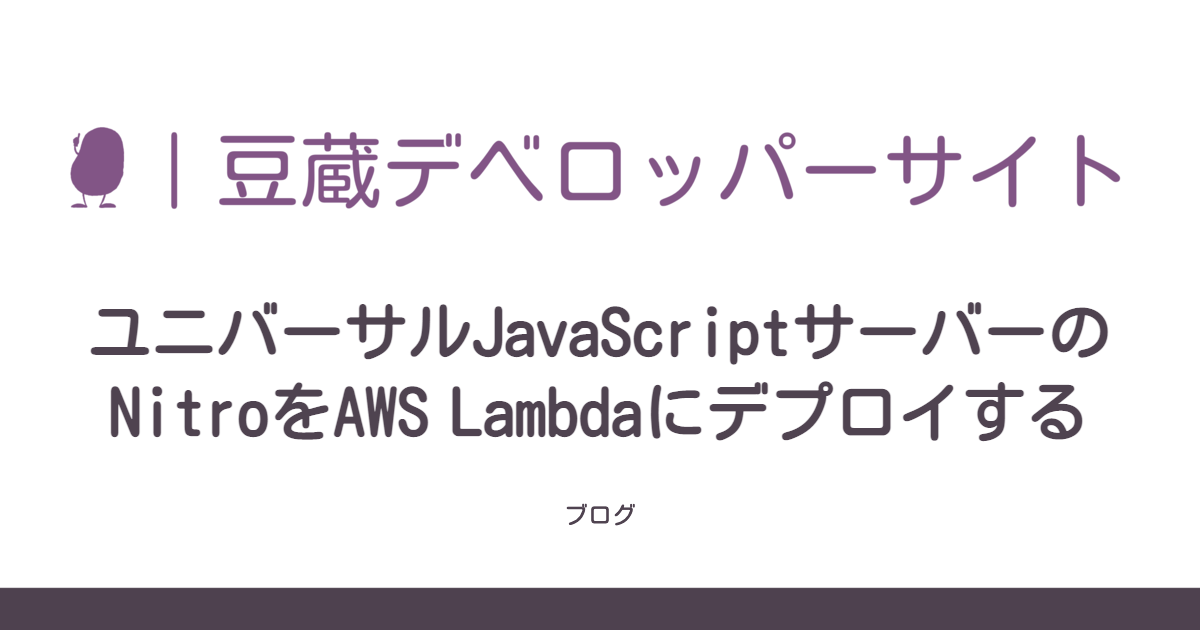 豆蔵デベロッパーサイト
ユニバーサルJavaScriptサーバーの
NitroをAWS Lambdaにデプロイする
ブログ